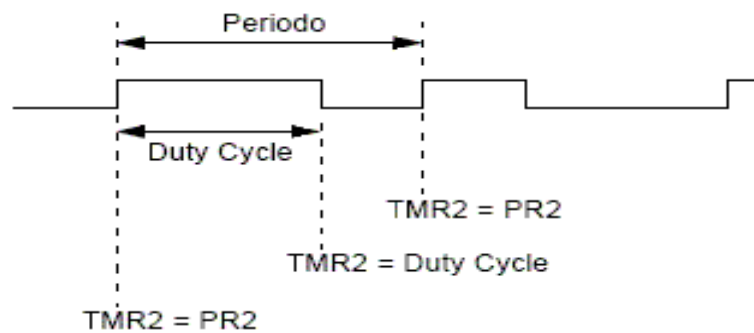 Periodo
Duty Cycle
TMR2 = PR2
TMR2 = Duty Cycle
TMR2 = PR2